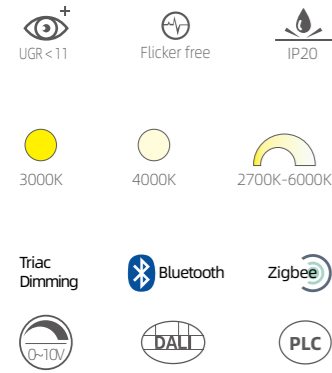 UGR<11
Flicker free
IP20
3000K
4000K
2700K-6000K
Triac
Dimming
Bluetooth
Zigbee
0~10V
DALI
PLC